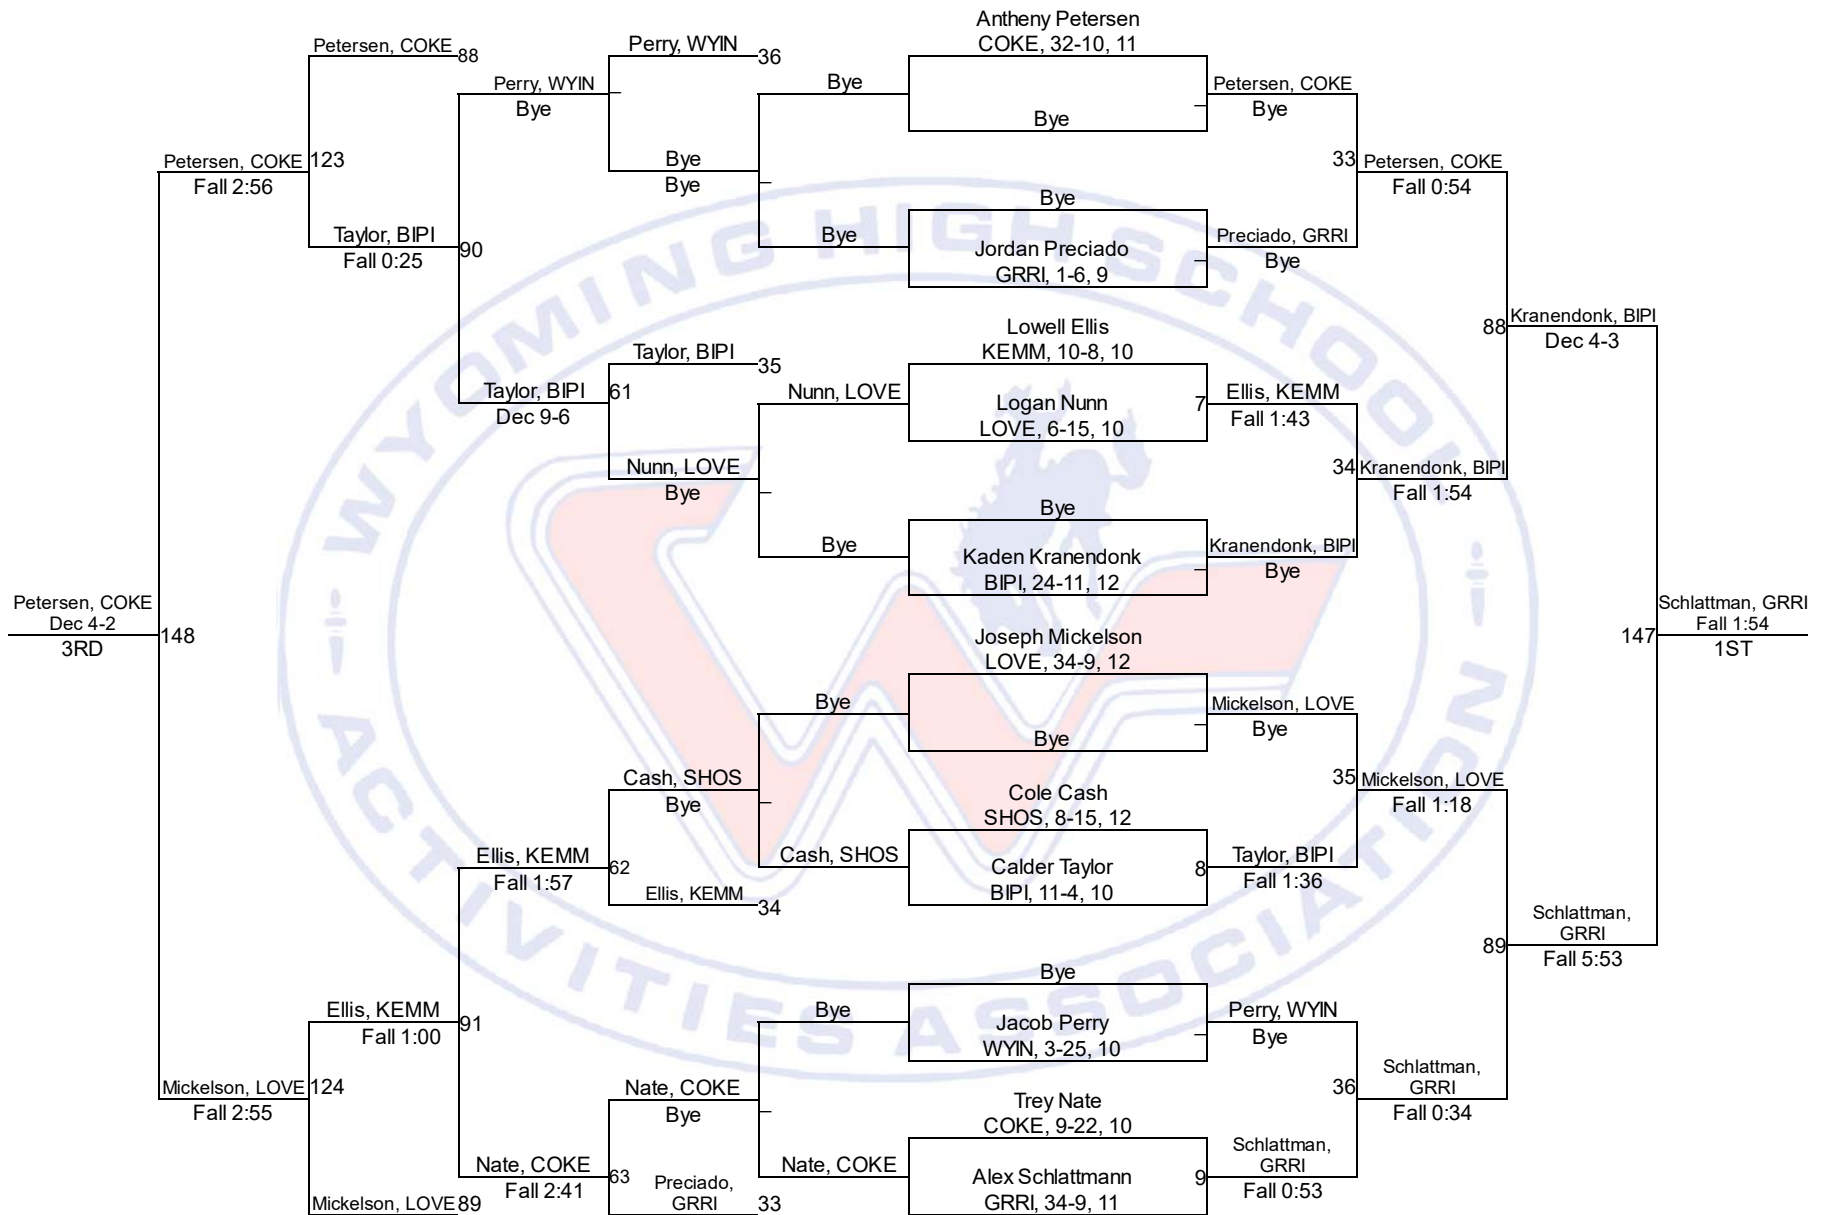 Antheny Petersen
COKE, 32-10, 11
Petersen, COKE
88
Perry, WYIN
36
Perry, WYIN
Bye
Bye
Petersen, COKE
Bye
Bye
Petersen, COKE
123
Fall 2:56
Bye
Bye
33
Petersen, COKE
Fall 0:54
Bye
Jordan Preciado
GRRI, 1-6, 9
Bye
Preciado, GRRI
Bye
Taylor, BIPI
90
Fall 0:25
Lowell Ellis
KEMM, 10-8, 10
88
Kranendonk, BIPI
Dec 4-3
Taylor, BIPI
35
Taylor, BIPI
61
Dec 9-6
Nunn, LOVE
Logan Nunn
LOVE, 6-15, 10
7
Ellis, KEMM
Fall 1:43
Nunn, LOVE
Bye
34
Kranendonk, BIPI
Fall 1:54
Bye
Kaden Kranendonk
BIPI, 24-11, 12
Bye
Kranendonk, BIPI
Bye
Petersen, COKE
Dec 4-2
148
3RD
Joseph Mickelson
LOVE, 34-9, 12
Schlattman, GRRI
Fall 1:54
147
1ST
Bye
Bye
Mickelson, LOVE
Bye
Cash, SHOS
Bye
35
Mickelson, LOVE
Fall 1:18
Cole Cash
SHOS, 8-15, 12
Cash, SHOS
Calder Taylor
BIPI, 11-4, 10
8
Taylor, BIPI
Fall 1:36
Ellis, KEMM
62
Fall 1:57
Ellis, KEMM
34
Schlattman,
GRRI
89
Fall 5:53
Bye
Jacob Perry
WYIN, 3-25, 10
Bye
Perry, WYIN
Bye
Ellis, KEMM
91
Fall 1:00
Mickelson, LOVE
124
Fall 2:55
Nate, COKE
Bye
Trey Nate
COKE, 9-22, 10
36
Schlattman,
GRRI
Fall 0:34
Nate, COKE
63
Fall 2:41
Nate, COKE
Alex Schlattmann
GRRI, 34-9, 11
9
Schlattman,
GRRI
Fall 0:53
Mickelson, LOVE
89
Preciado,
GRRI
33
WYOMING HIGH SCHOOL
ACTIVITIES ASSOCIATION